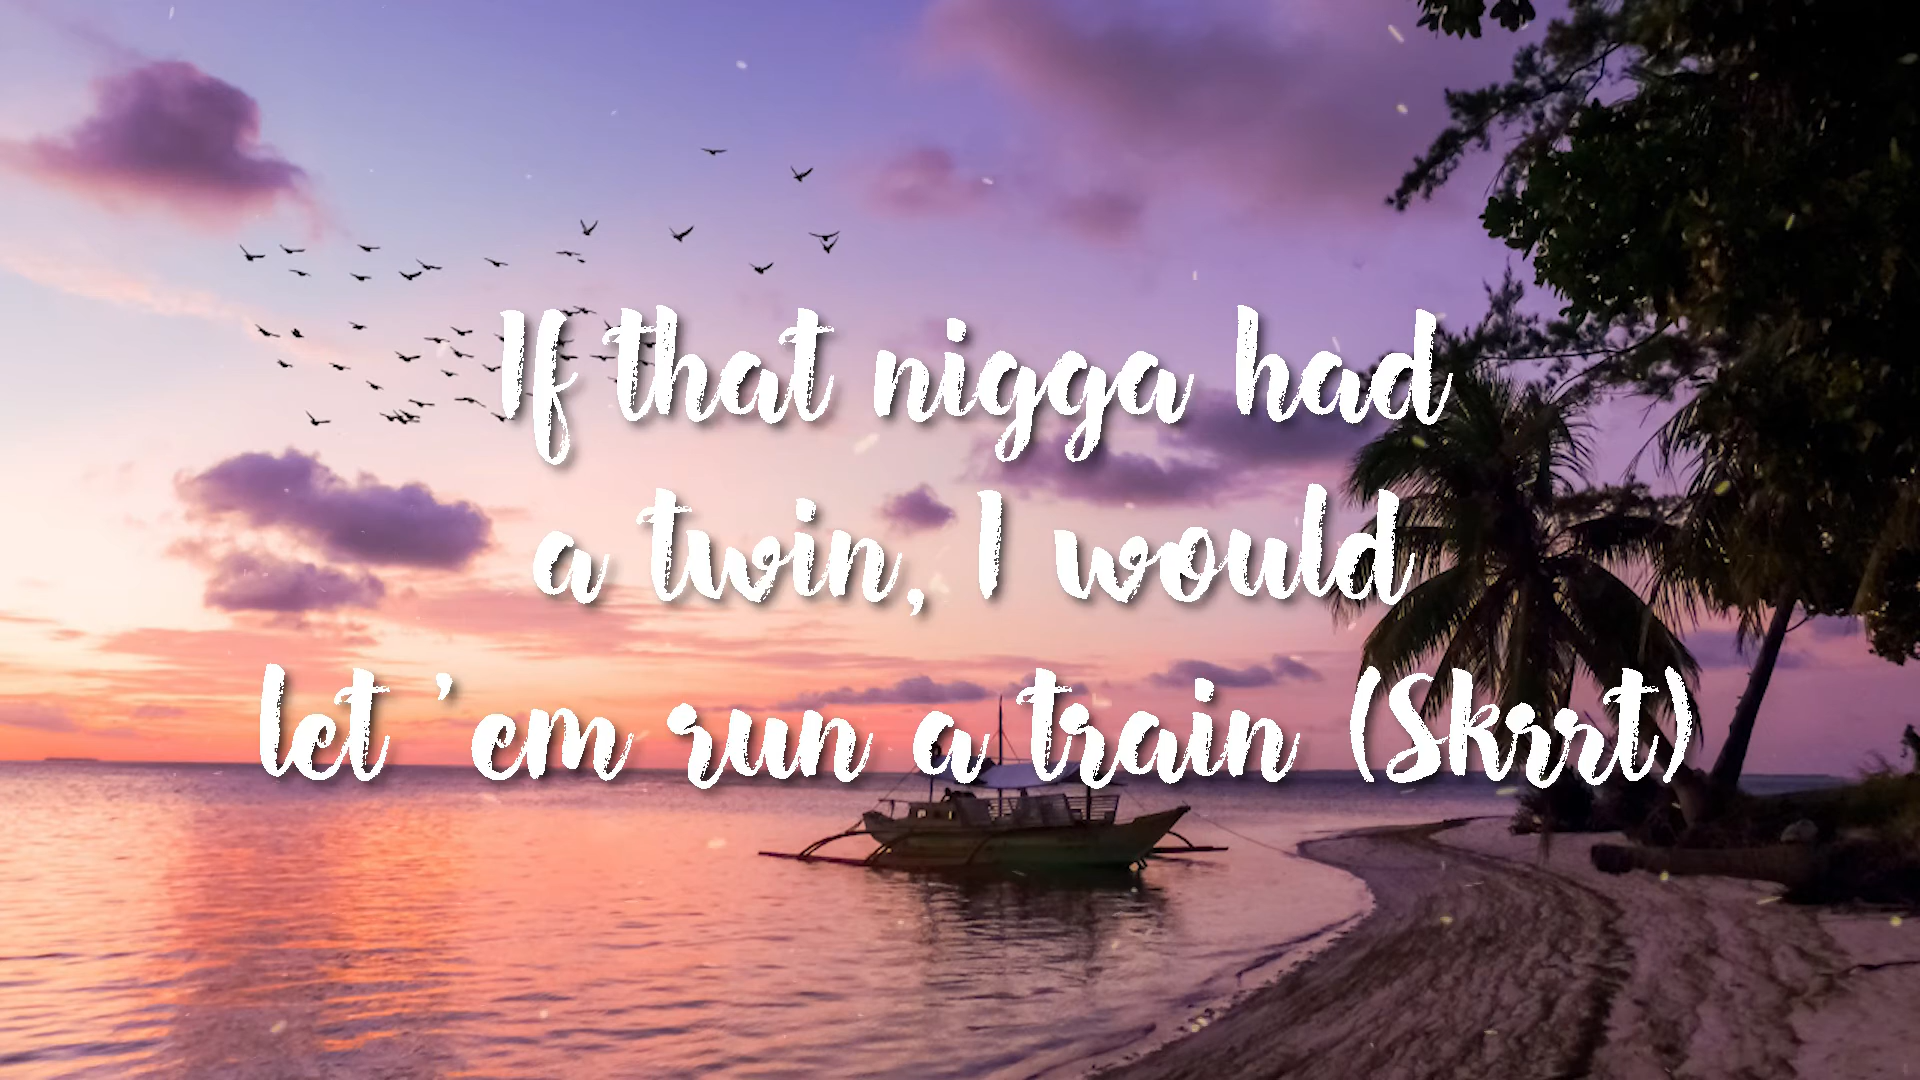 If that nigga had
a twin, I would
let 'em run a train (Skrrt)